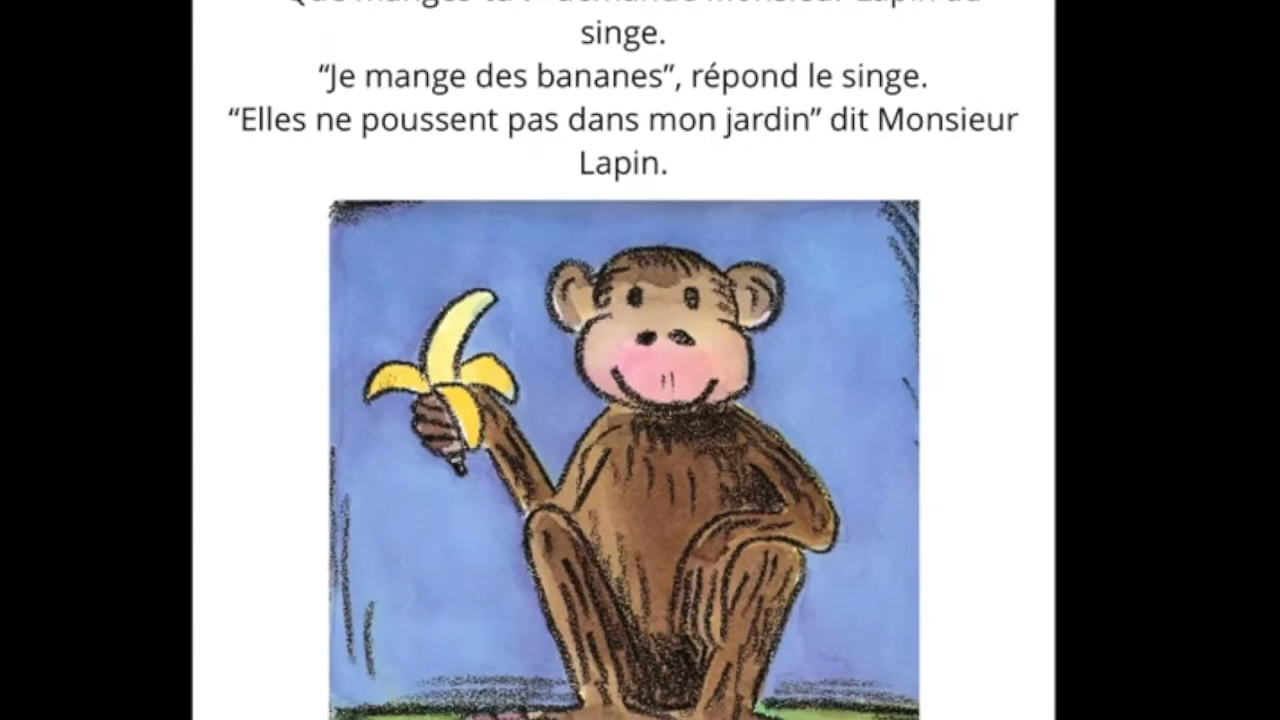 singe.
“Je mange des bananes”, répond le singe.
“Elles ne poussent pas dans mon jardin” dit Monsieur
Lapin.